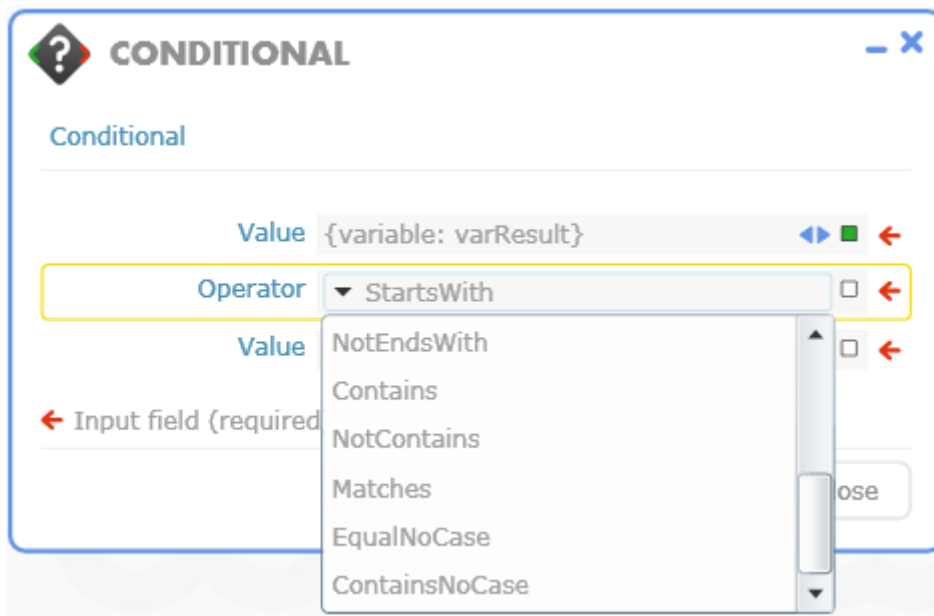 CONDITIONAL
Conditional
Value {variable: varResult}
Operator StartsWith
Value
NotEndsWith
Contains
NotContains
Matches
EqualNoCase
ContainsNoCase
Input field (required
ose